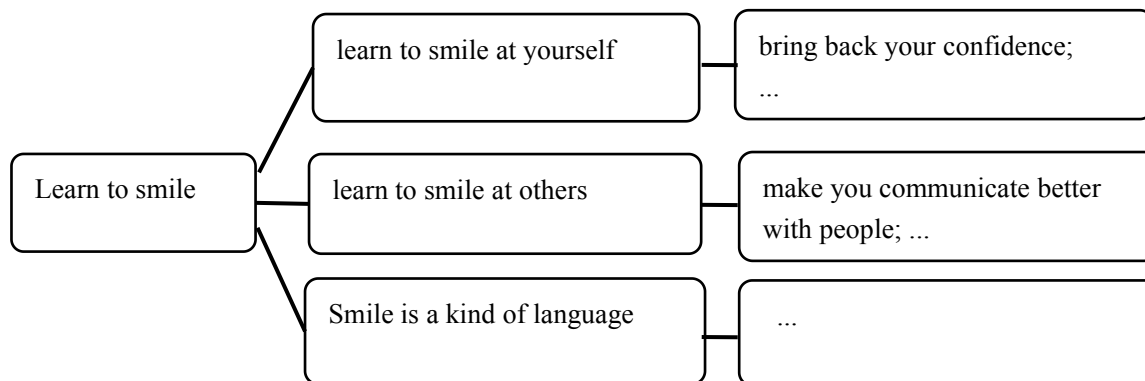 Learn to smile
learn to smile at yourself
bring back your confidence;
...
learn to smile at others
make you communicate better
with people; ...
Smile is a kind of language
...